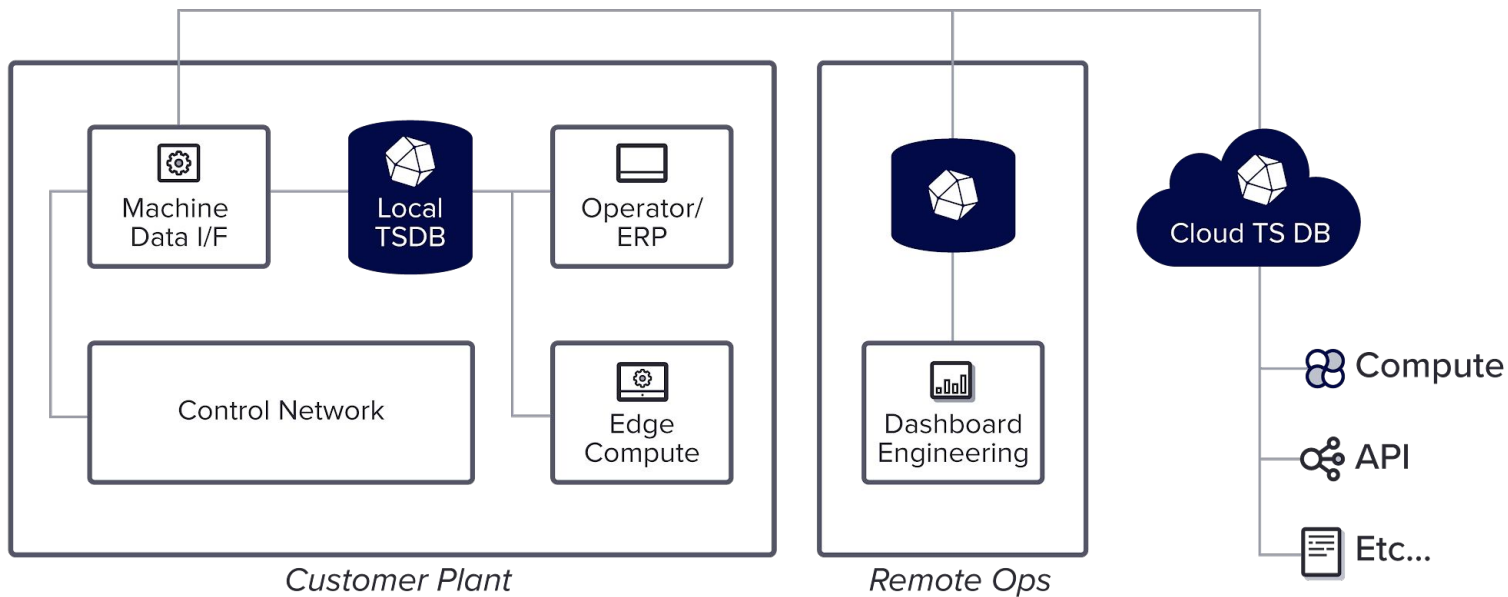 Machine
Data I/F
Local
TSDB
Operator/
ERP
Control Network
Edge
Compute
Customer Plant
Dashboard
Engineering
Remote Ops
Cloud TS DB
Compute
API
Etc...